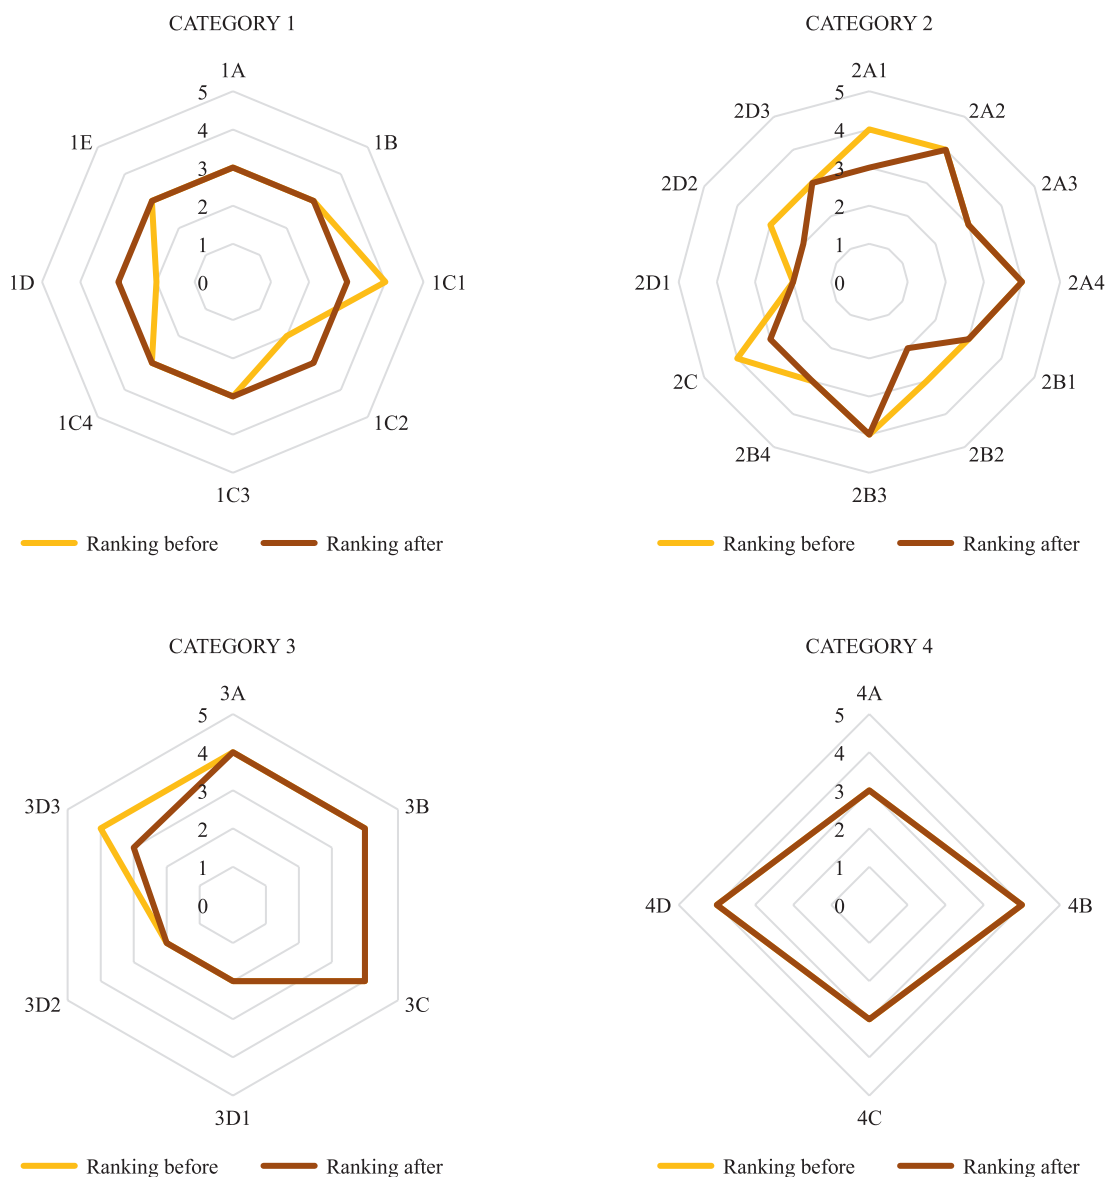 CATEGORY 1
1A
1B
1C1
1C2
1C3
1C4
1D
1E
5
4
3
2
1
0
Ranking before
Ranking after
CATEGORY 2
2A1
2A2
2A3
2A4
2B1
2B2
2B3
2B4
2C
2D1
2D2
2D3
5
4
3
2
1
0
Ranking before
Ranking after
CATEGORY 3
3A
3B
3C
3D1
3D2
3D3
5
4
3
2
1
0
Ranking before
Ranking after
CATEGORY 4
4A
4B
4C
4D
5
4
3
2
1
0
Ranking before
Ranking after